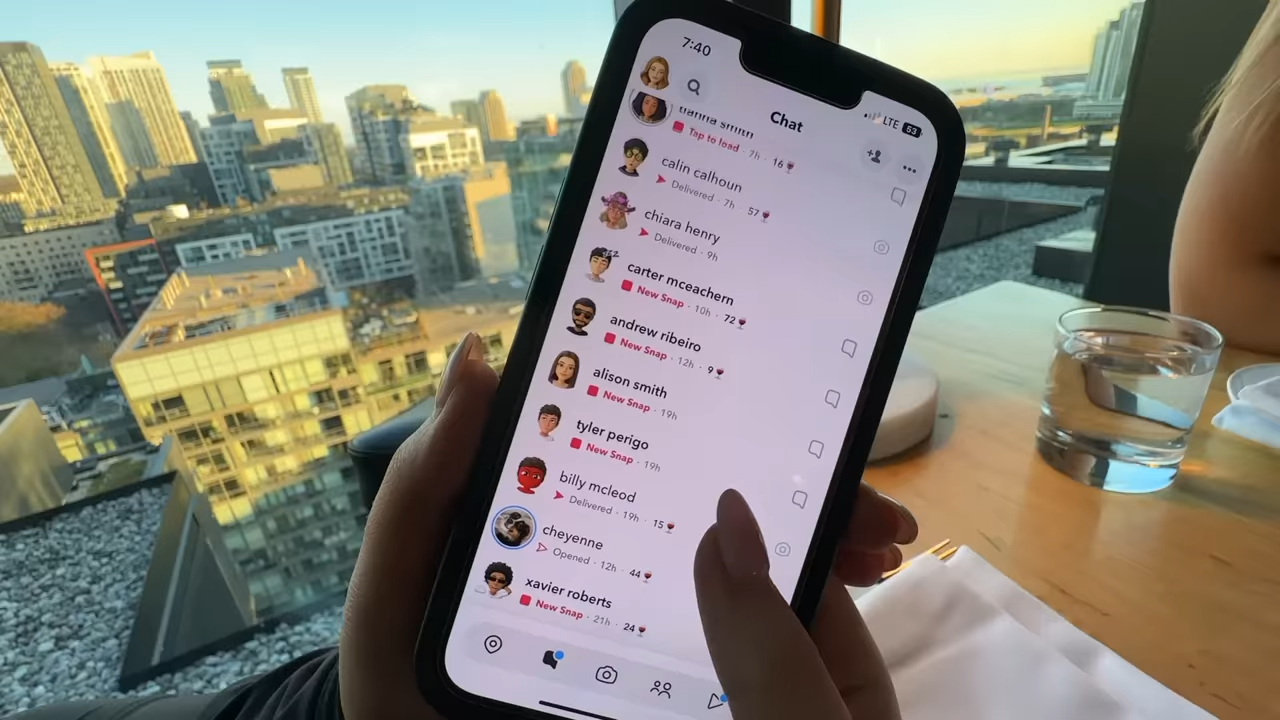 7:40
LTE 53
Chat
smith
Tap to load · 7h · 16🍷
calin calhoun
Delivered · 7h 57🍷
chiara henry
Delivered · 9h
carter mceachern
New Snap · 10h · 72🍷
andrew ribeiro
New Snap · 12h · 9🍷
alison smith
New Snap · 19h
tyler perigo
New Snap · 19h
billy mcleod
Delivered · 19h · 15🍷
cheyenne
Opened · 12h · 44🍷
xavier roberts
New Snap · 21h · 24🍷